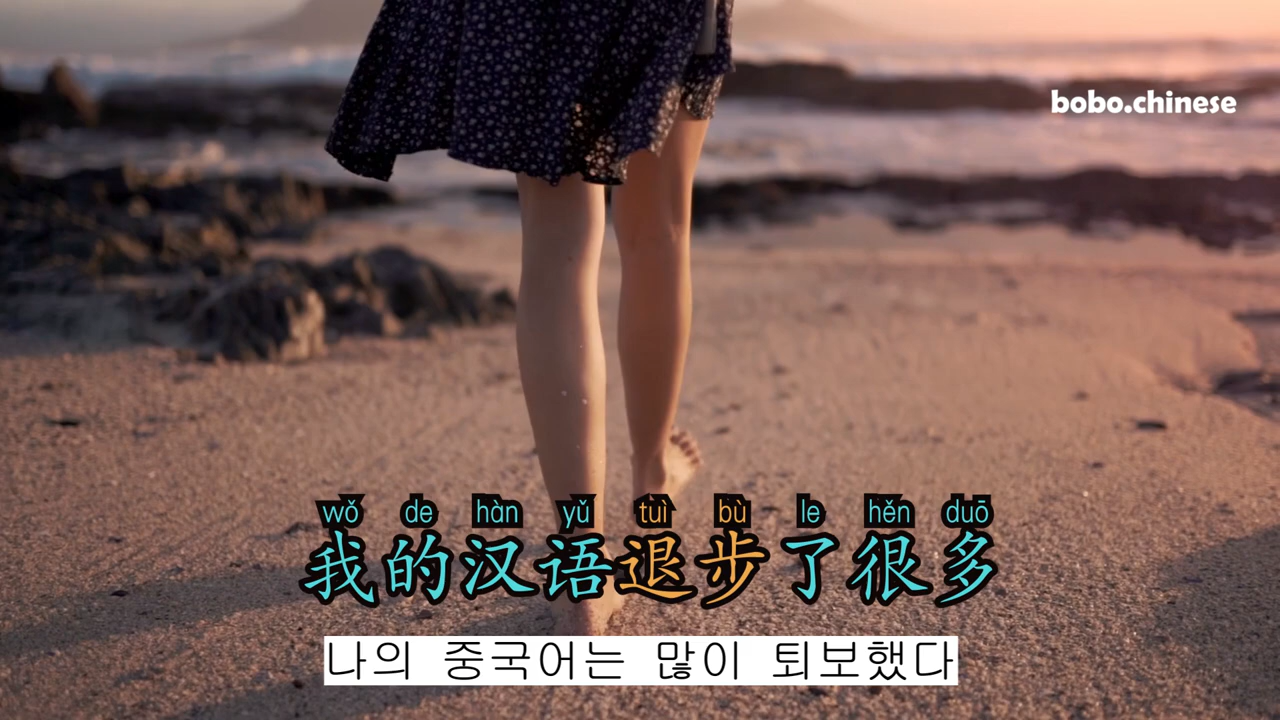 bobo.chinese
wǒ de hàn yǔ tuì bù le hěn duō
我的汉语退步了很多
나의 중국어는 많이 퇴보했다